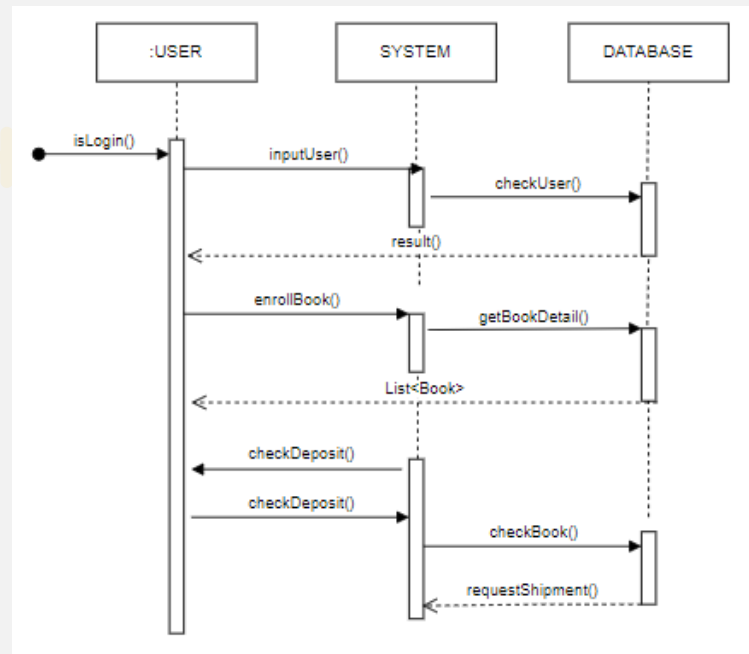 :USER
SYSTEM
DATABASE
isLogin()
inputUser()
checkUser()
result()
enrollBook()
getBookDetail()
List<Book>
checkDeposit()
checkDeposit()
checkBook()
requestShipment()